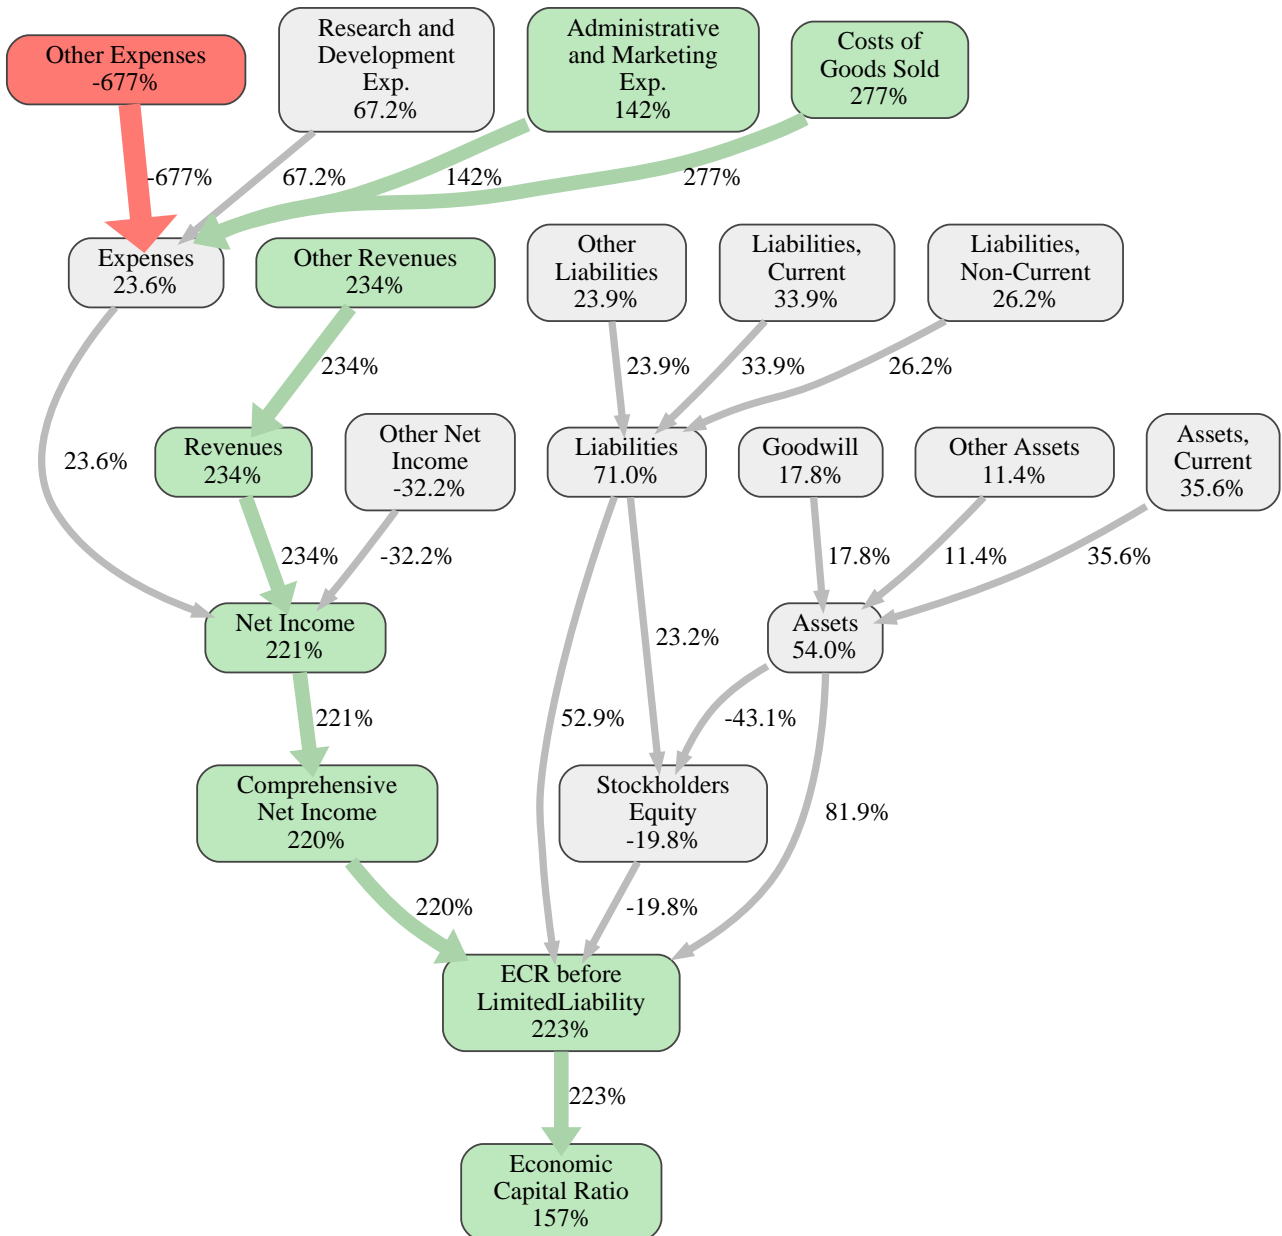 Other Expenses
-677%
Research and
Development
Exp.
67.2%
Administrative
and Marketing
Exp.
142%
Costs of
Goods Sold
277%
-677%
67.2%
142%
277%
Expenses
23.6%
Other Revenues
234%
Other
Liabilities
23.9%
Liabilities,
Current
33.9%
Liabilities,
Non-Current
26.2%
234%
23.9%
33.9%
26.2%
23.6%
Revenues
234%
Other Net
Income
-32.2%
Liabilities
71.0%
Goodwill
17.8%
Other Assets
11.4%
Assets,
Current
35.6%
234%
-32.2%
17.8%
11.4%
35.6%
Net Income
221%
23.2%
Assets
54.0%
221%
52.9%
-43.1%
Comprehensive
Net Income
220%
Stockholders
Equity
-19.8%
81.9%
220%
-19.8%
ECR before
LimitedLiability
223%
223%
Economic
Capital Ratio
157%